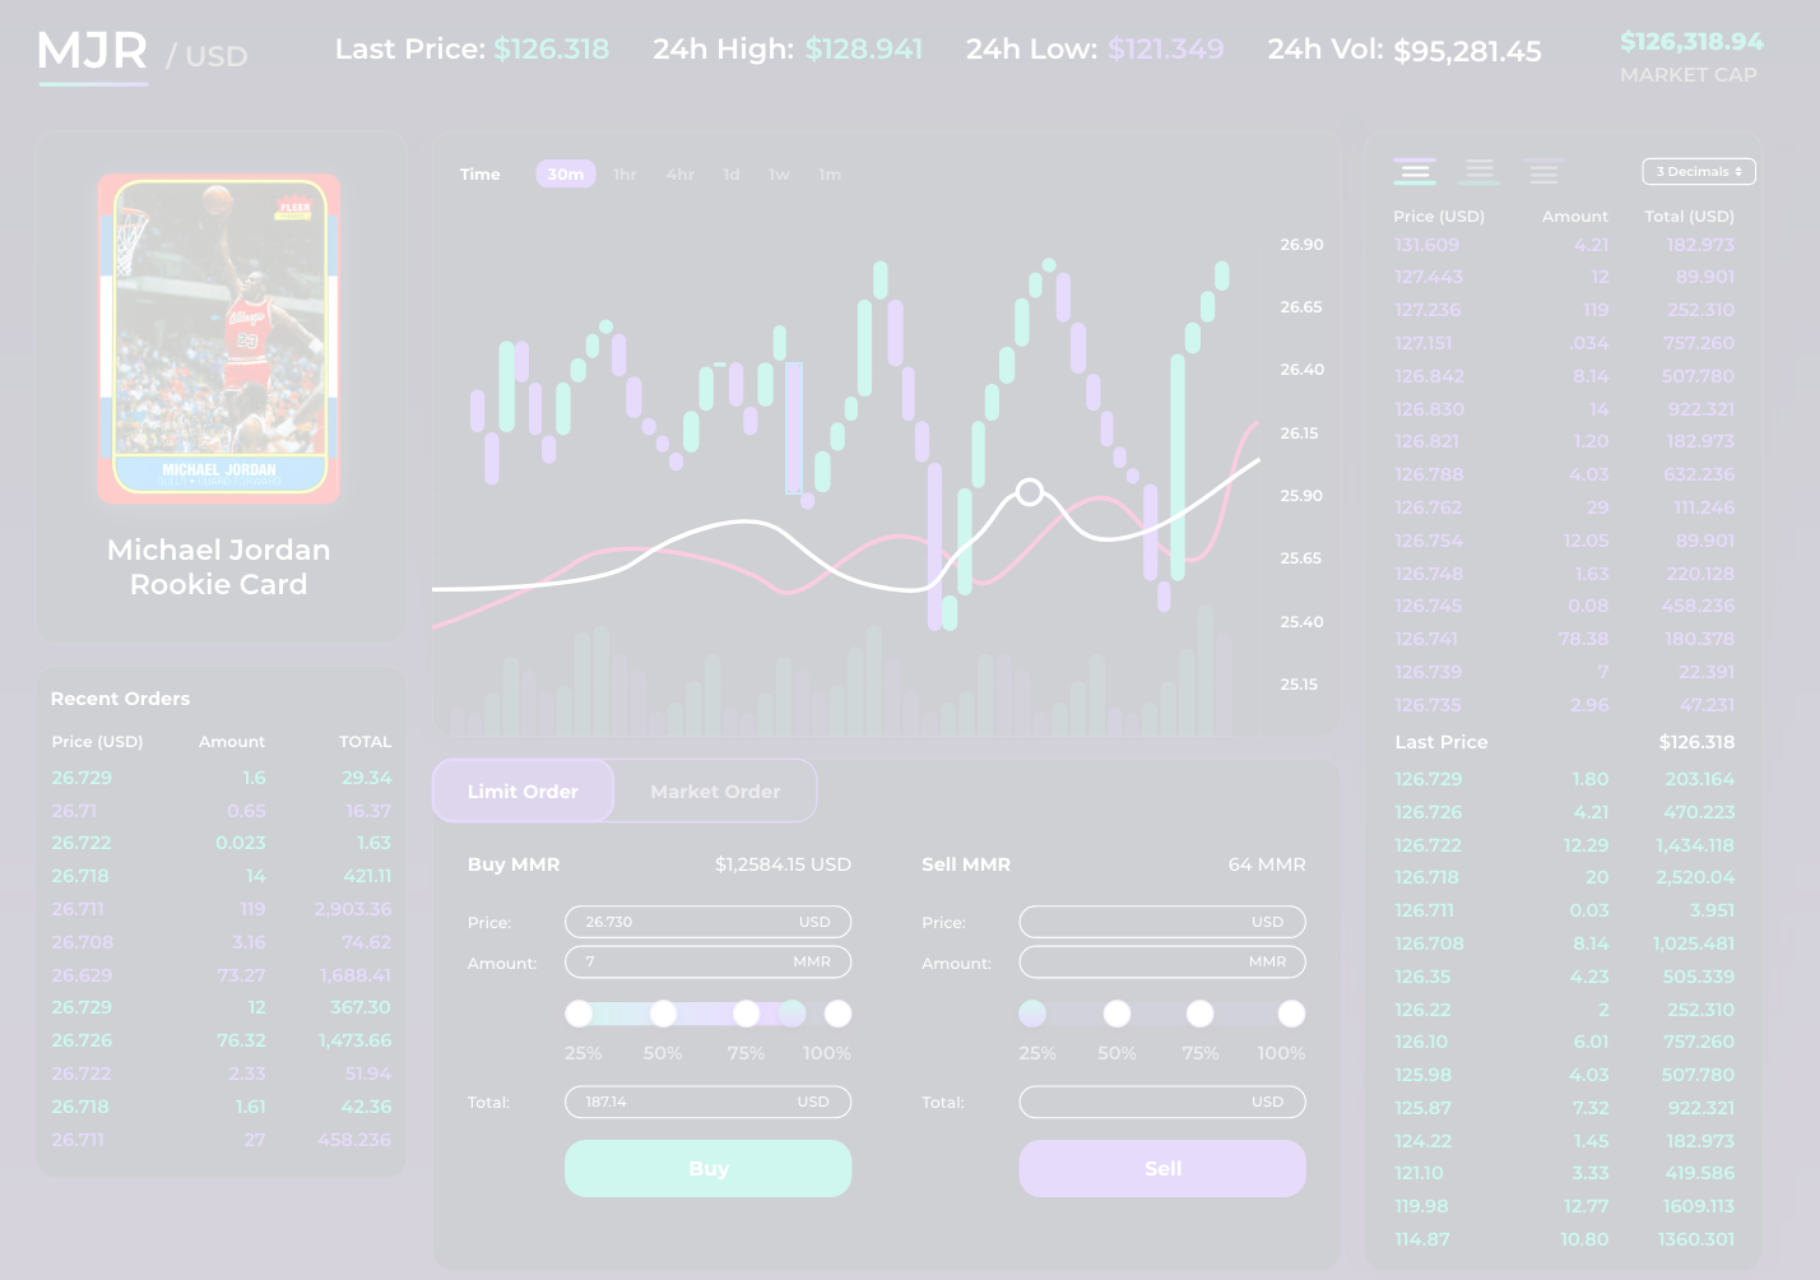 MJR / USD
Last Price: $126.318
24h High: $128.941
24h Low: $121.349
24h Vol: $95,281.45
$126,318.94
MARKET CAP
FLEER
PREMIER
Chicago
23
MICHAEL JORDAN
BULLS • GUARD-FORWARD
Michael Jordan
Rookie Card
Recent Orders
Price (USD) Amount TOTAL
26.729 1.6 29.34
26.71 0.65 16.37
26.722 0.023 1.63
26.718 14 421.11
26.711 119 2,903.36
26.708 3.16 74.62
26.629 73.27 1,688.41
26.729 12 367.30
26.726 76.32 1,473.66
26.722 2.33 51.94
26.718 1.61 42.36
26.711 27 458.236
Time 30m 1hr 4hr 1d 1w 1m
26.90
26.65
26.40
26.15
25.90
25.65
25.40
25.15
Limit Order Market Order
Buy MMR $1,2584.15 USD
Price: 26.730 USD
Amount: 7 MMR
25% 50% 75% 100%
Total: 187.14 USD
Buy
Sell MMR 64 MMR
Price: USD
Amount: MMR
25% 50% 75% 100%
Total: USD
Sell
3 Decimals
Price (USD) Amount Total (USD)
131.609 4.21 182.973
127.443 12 89.901
127.236 119 252.310
127.151 .034 757.260
126.842 8.14 507.780
126.830 14 922.321
126.821 1.20 182.973
126.788 4.03 632.236
126.762 29 111.246
126.754 12.05 89.901
126.748 1.63 220.128
126.745 0.08 458.236
126.741 78.38 180.378
126.739 7 22.391
126.735 2.96 47.231
Last Price $126.318
126.729 1.80 203.164
126.726 4.21 470.223
126.722 12.29 1,434.118
126.718 20 2,520.04
126.711 0.03 3.951
126.708 8.14 1,025.481
126.35 4.23 505.339
126.22 2 252.310
126.10 6.01 757.260
125.98 4.03 507.780
125.87 7.32 922.321
124.22 1.45 182.973
121.10 3.33 419.586
119.98 12.77 1609.113
114.87 10.80 1360.301